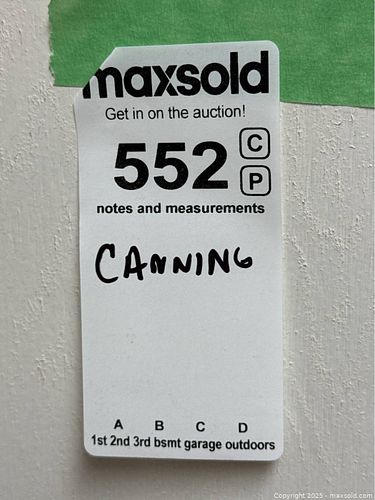 maxsold
Get in on the auction!
552 C
P
notes and measurements
CANNING
A B C D
1st 2nd 3rd bsmt garage outdoors
Copyright 2025 - maxsold.com